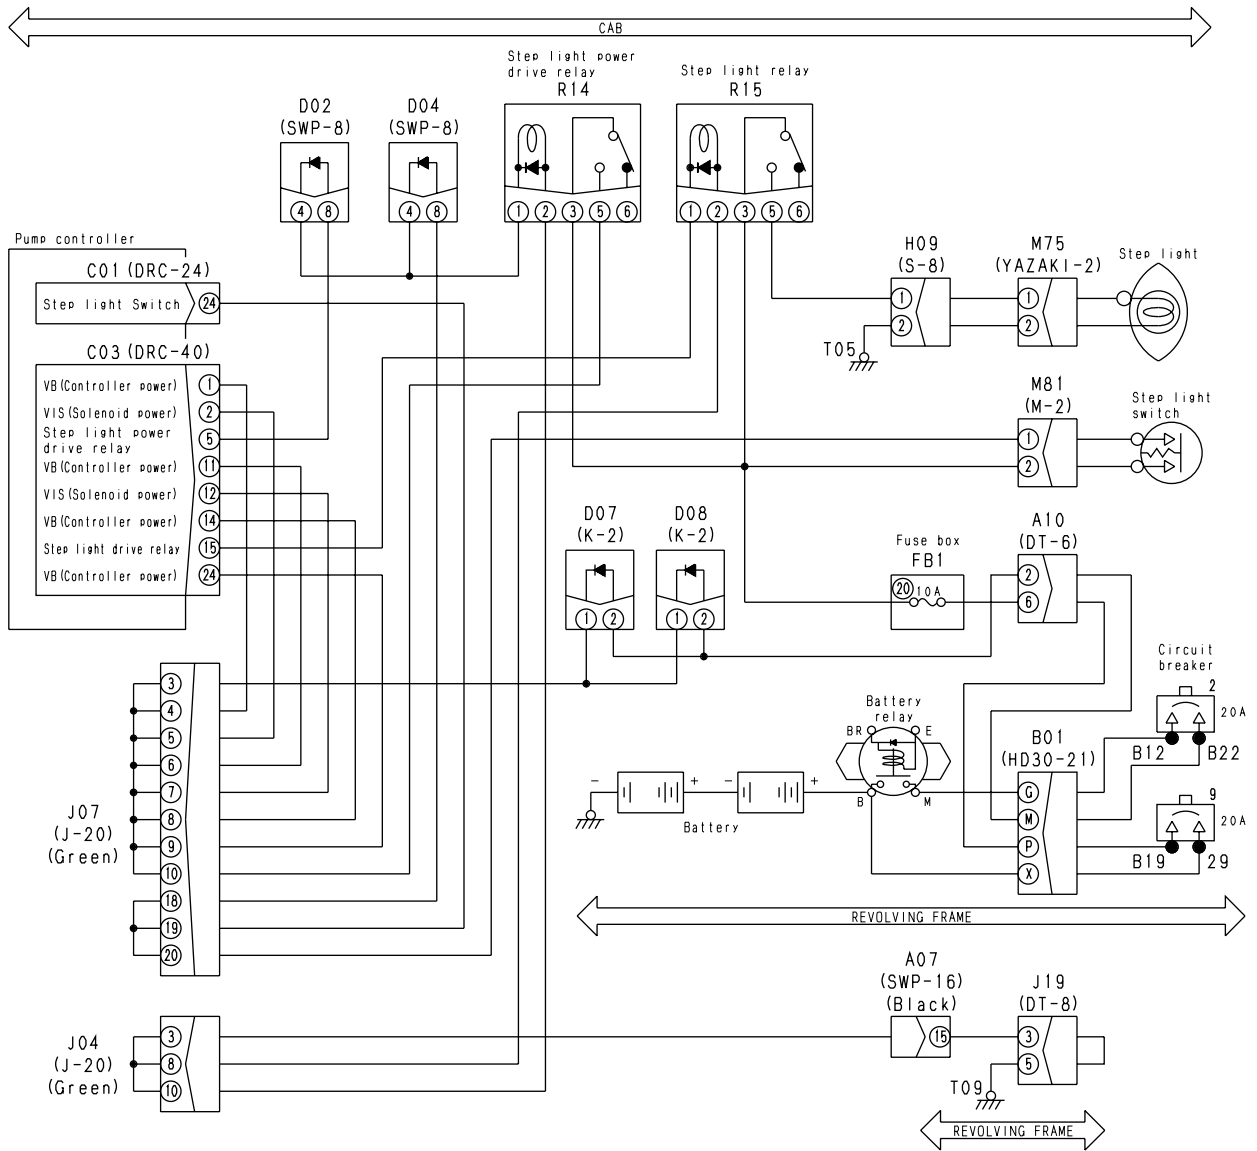 CAB
Step light power
drive relay
R14
Step light relay
R15
D02
(SWP-8)
D04
(SWP-8)
4 8
4 8
1 2 3 5 6
1 2 3 5 6
Pump controller
C01 (DRC-24)
Step light Switch 24
C03 (DRC-40)
VB(Controller power) 1
VIS(Solenoid power) 2
Step light power
drive relay 5
VB(Controller power) 11
VIS(Solenoid power) 12
VB(Controller power) 14
Step light drive relay 15
VB(Controller power) 24
H09
(S-8)
1
2
T05
M75
(YAZAKI-2)
1
2
Step light
M81
(M-2)
1
2
Step light
switch
D07
(K-2)
1 2
D08
(K-2)
1 2
Fuse box
FB1
20
10A
A10
(DT-6)
2
6
Circuit
breaker
2
20A
B12 B22
9
20A
B19 29
Battery
relay
BR E
B M
- + - +
Battery
B01
(HD30-21)
G
M
P
X
REVOLVING FRAME
J07
(J-20)
(Green)
3
4
5
6
7
8
9
10
18
19
20
J04
(J-20)
(Green)
3
8
10
A07
(SWP-16)
(Black)
15
J19
(DT-8)
3
5
T09
REVOLVING FRAME